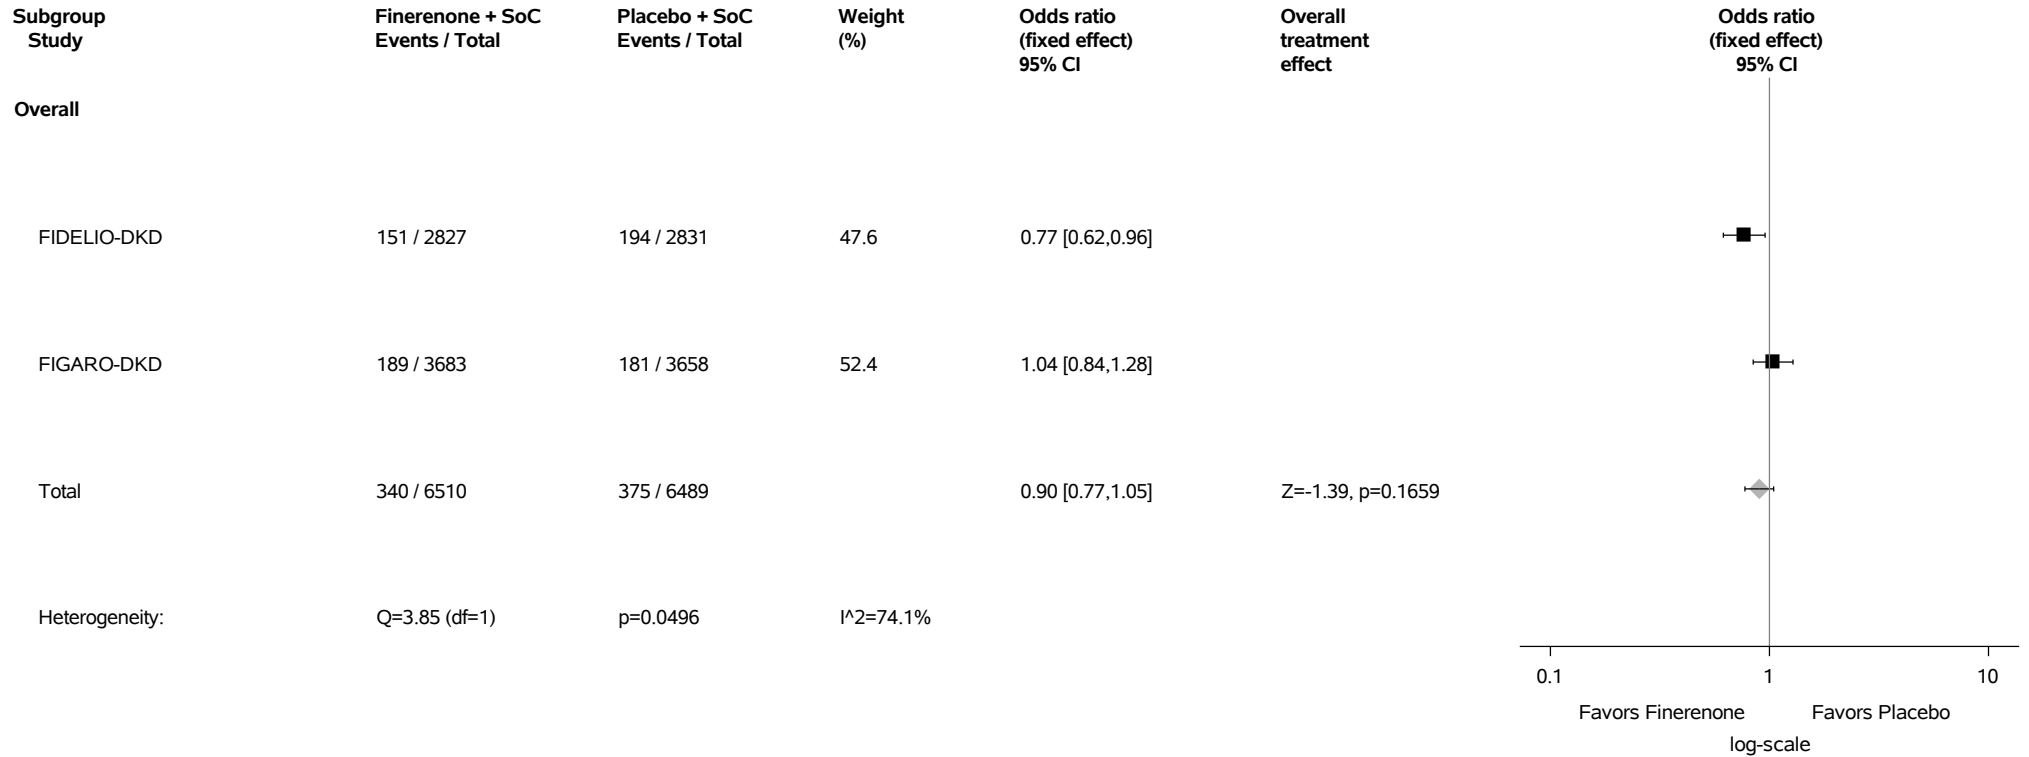 Subgroup Finerenone + SoC Placebo + SoC Weight Odds ratio Overall Odds ratio
Study Events / Total Events / Total (%) (fixed effect) treatment (fixed effect)
95% CI effect 95% CI
Overall
FIDELIO-DKD 151 / 2827 194 / 2831 47.6 0.77 [0.62,0.96]
FIGARO-DKD 189 / 3683 181 / 3658 52.4 1.04 [0.84,1.28]
Total 340 / 6510 375 / 6489 0.90 [0.77,1.05] Z=-1.39, p=0.1659
Heterogeneity: Q=3.85 (df=1) p=0.0496 I^2=74.1%
0.1 1 10
Favors Finerenone Favors Placebo
log-scale